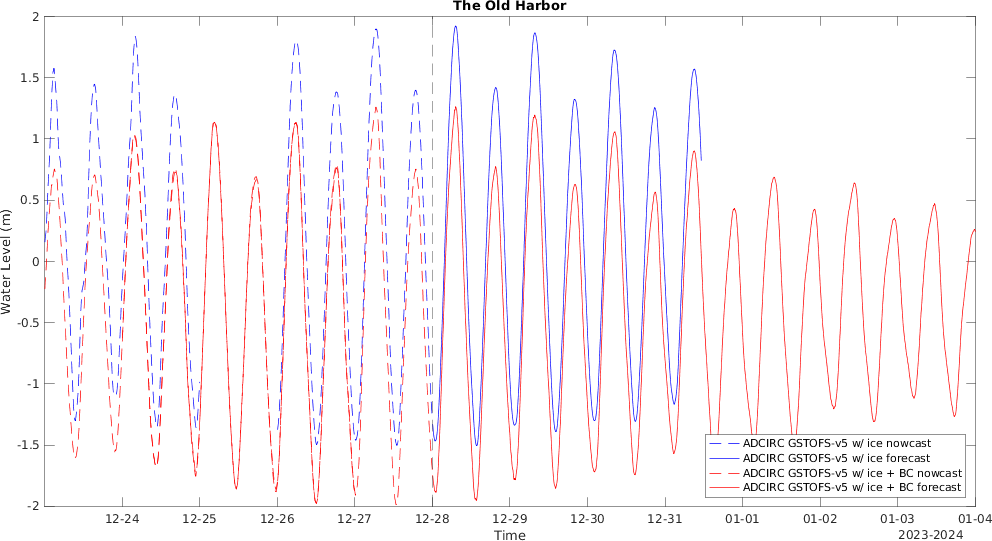 The Old Harbor
2
1.5
1
0.5
0
-0.5
-1
-1.5
-2
Water Level (m)
12-24 12-25 12-26 12-27 12-28 12-29 12-30 12-31 01-01 01-02 01-03 01-04
Time
2023-2024
ADCIRC GSTOFS-v5 w/ ice nowcast
ADCIRC GSTOFS-v5 w/ ice forecast
ADCIRC GSTOFS-v5 w/ ice + BC nowcast
ADCIRC GSTOFS-v5 w/ ice + BC forecast